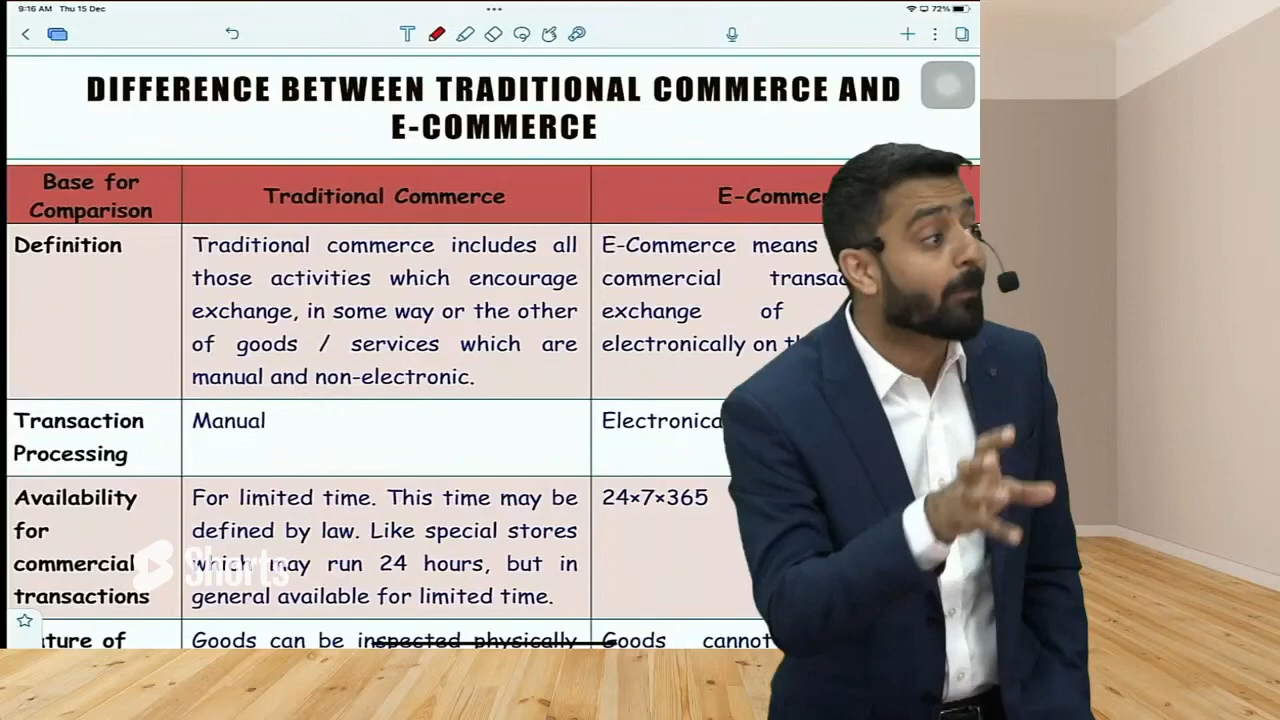 9:16 AM Thu 15 Dec
72%
DIFFERENCE BETWEEN TRADITIONAL COMMERCE AND
E-COMMERCE
Base for
Comparison
Traditional Commerce
Definition
Traditional commerce includes all
those activities which encourage
exchange, in some way or the other
of goods / services which are
manual and non-electronic.
E-Commerce means
commercial
exchange of
electronically on
Transaction
Processing
Manual
Availability
for
commercial
transactions
For limited time. This time may be
defined by law. Like special stores
which may run 24 hours, but in
general available for limited time.
24×7×365
Shorts
of
Goods can be inspected physically
Goods cannot